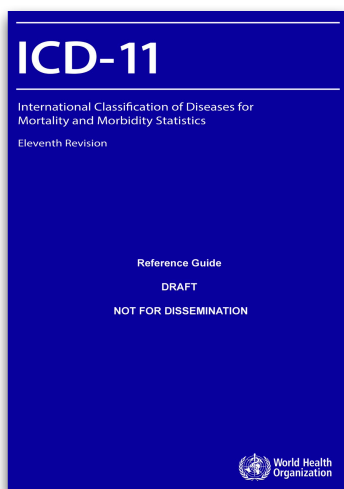 ICD-11
International Classification of Diseases for
Mortality and Morbidity Statistics
Eleventh Revision
Reference Guide
DRAFT
NOT FOR DISSEMINATION
World Health
Organization